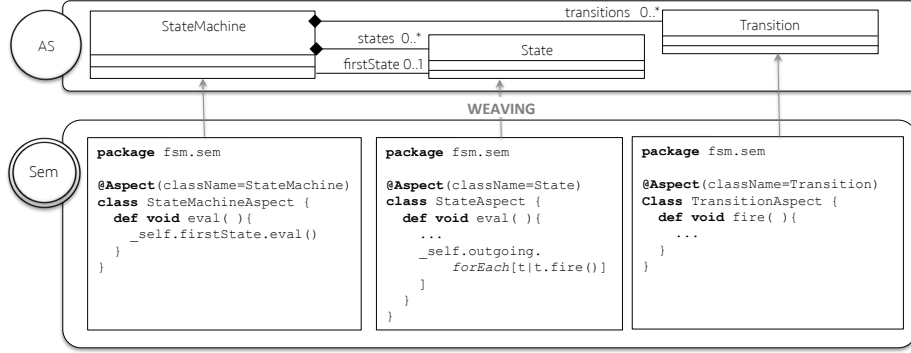 AS
StateMachine
transitions 0..*
Transition
states 0..*
State
firstState 0..1
WEAVING
Sem
package fsm.sem
@Aspect(className=StateMachine)
class StateMachineAspect {
def void eval( ){
_self.firstState.eval()
}
}
package fsm.sem
@Aspect(className=State)
class StateAspect {
def void eval( ){
...
_self.outgoing.
forEach[t|t.fire()]
]
}
}
package fsm.sem
@Aspect(className=Transition)
Class TransitionAspect {
def void fire( ){
...
}
}